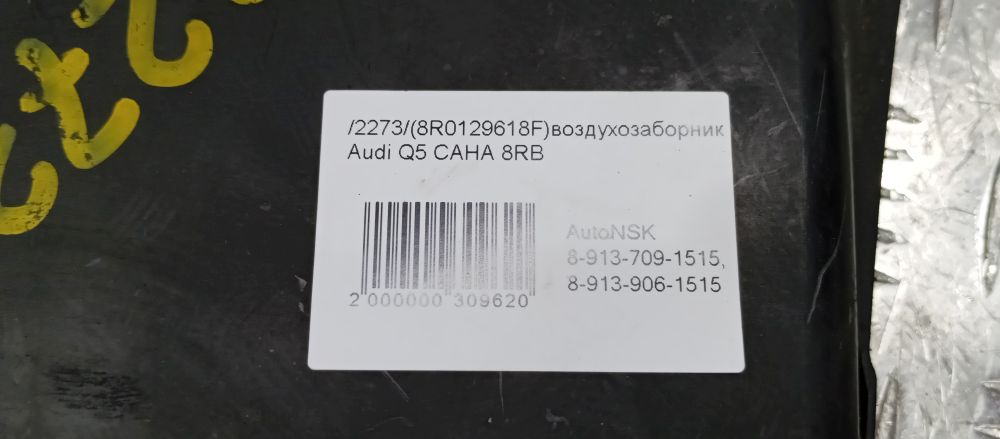 /2273/(8R0129618F)воздухозаборник
Audi Q5 CAHA 8RB
AutoNSK
8-913-709-1515,
8-913-906-1515
2 000000 309620